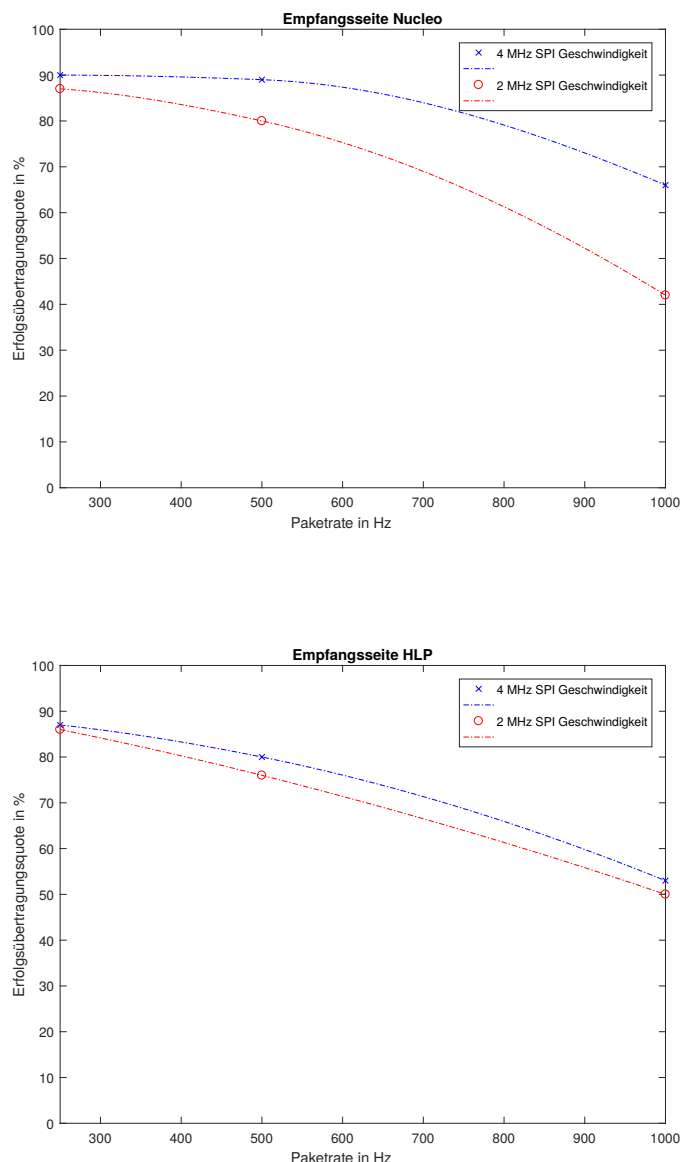 Empfangsseite Nucleo
100
90
80
70
60
50
40
30
20
10
0
Erfolgsübertragungsquote in %
4 MHz SPI Geschwindigkeit
2 MHz SPI Geschwindigkeit
300 400 500 600 700 800 900 1000
Paketrate in Hz
Empfangsseite HLP
100
90
80
70
60
50
40
30
20
10
0
Erfolgsübertragungsquote in %
4 MHz SPI Geschwindigkeit
2 MHz SPI Geschwindigkeit
300 400 500 600 700 800 900 1000
Paketrate in Hz